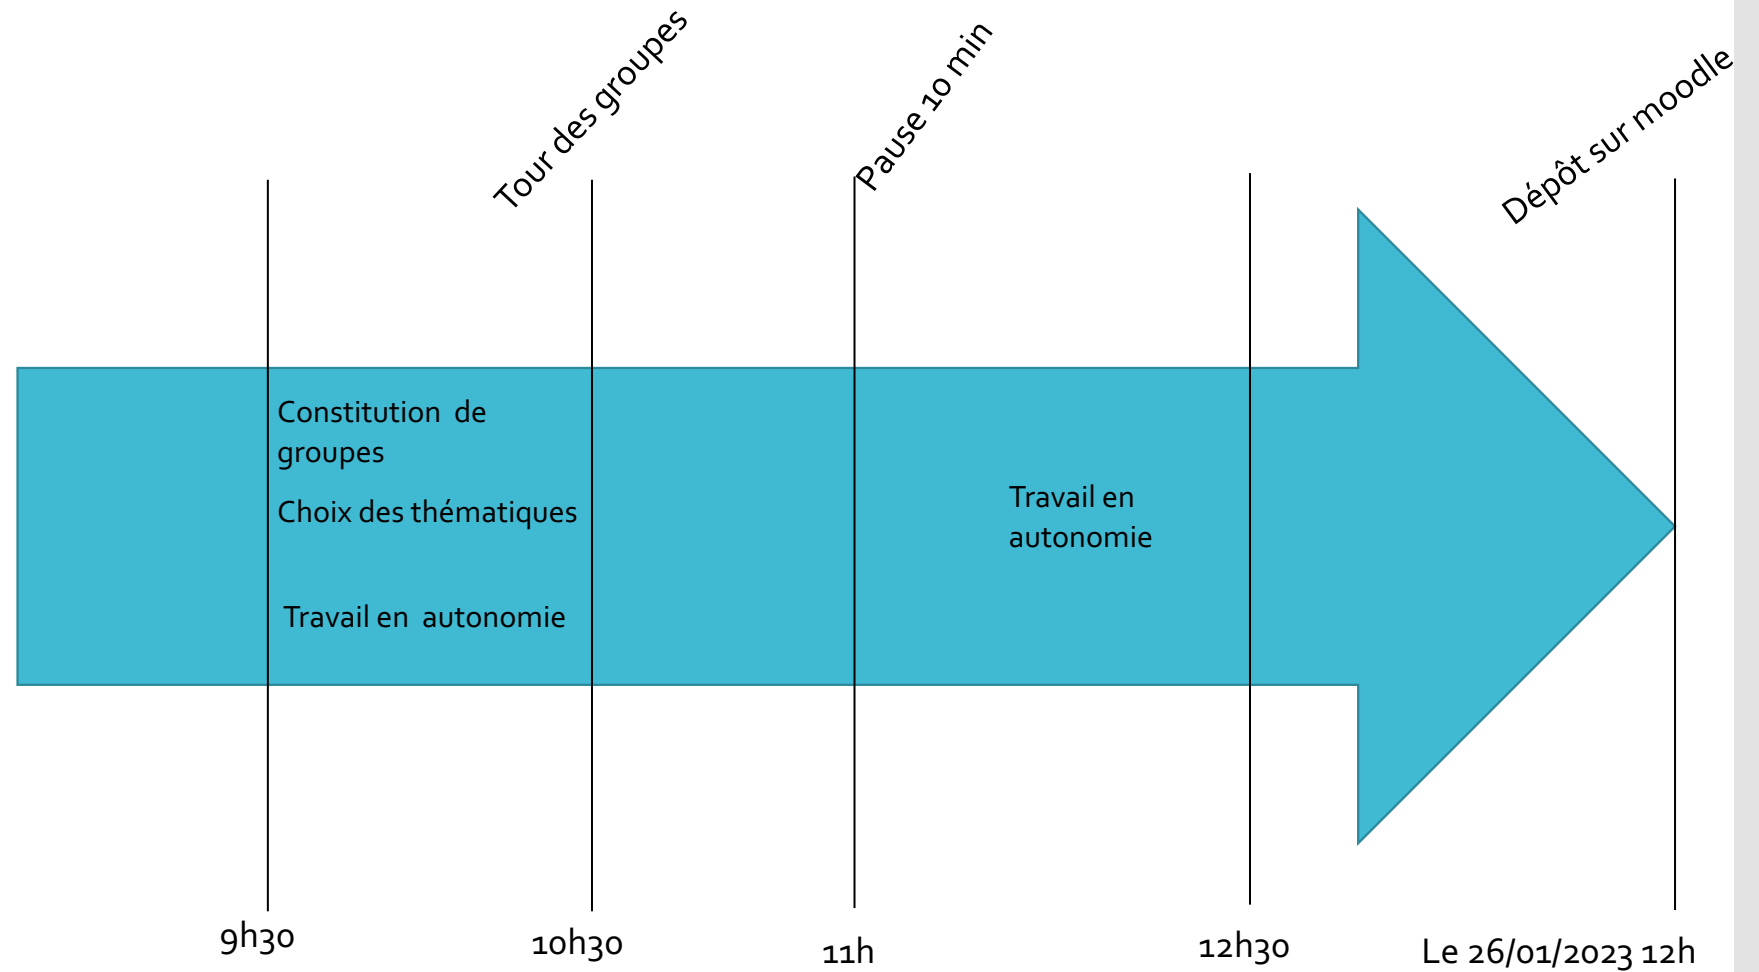 Tour des groupes
Pause 10 min
Dépôt sur moodle
Constitution de
groupes
Choix des thématiques
Travail en autonomie
Travail en
autonomie
9h30
10h30
11h
12h30
Le 26/01/2023 12h